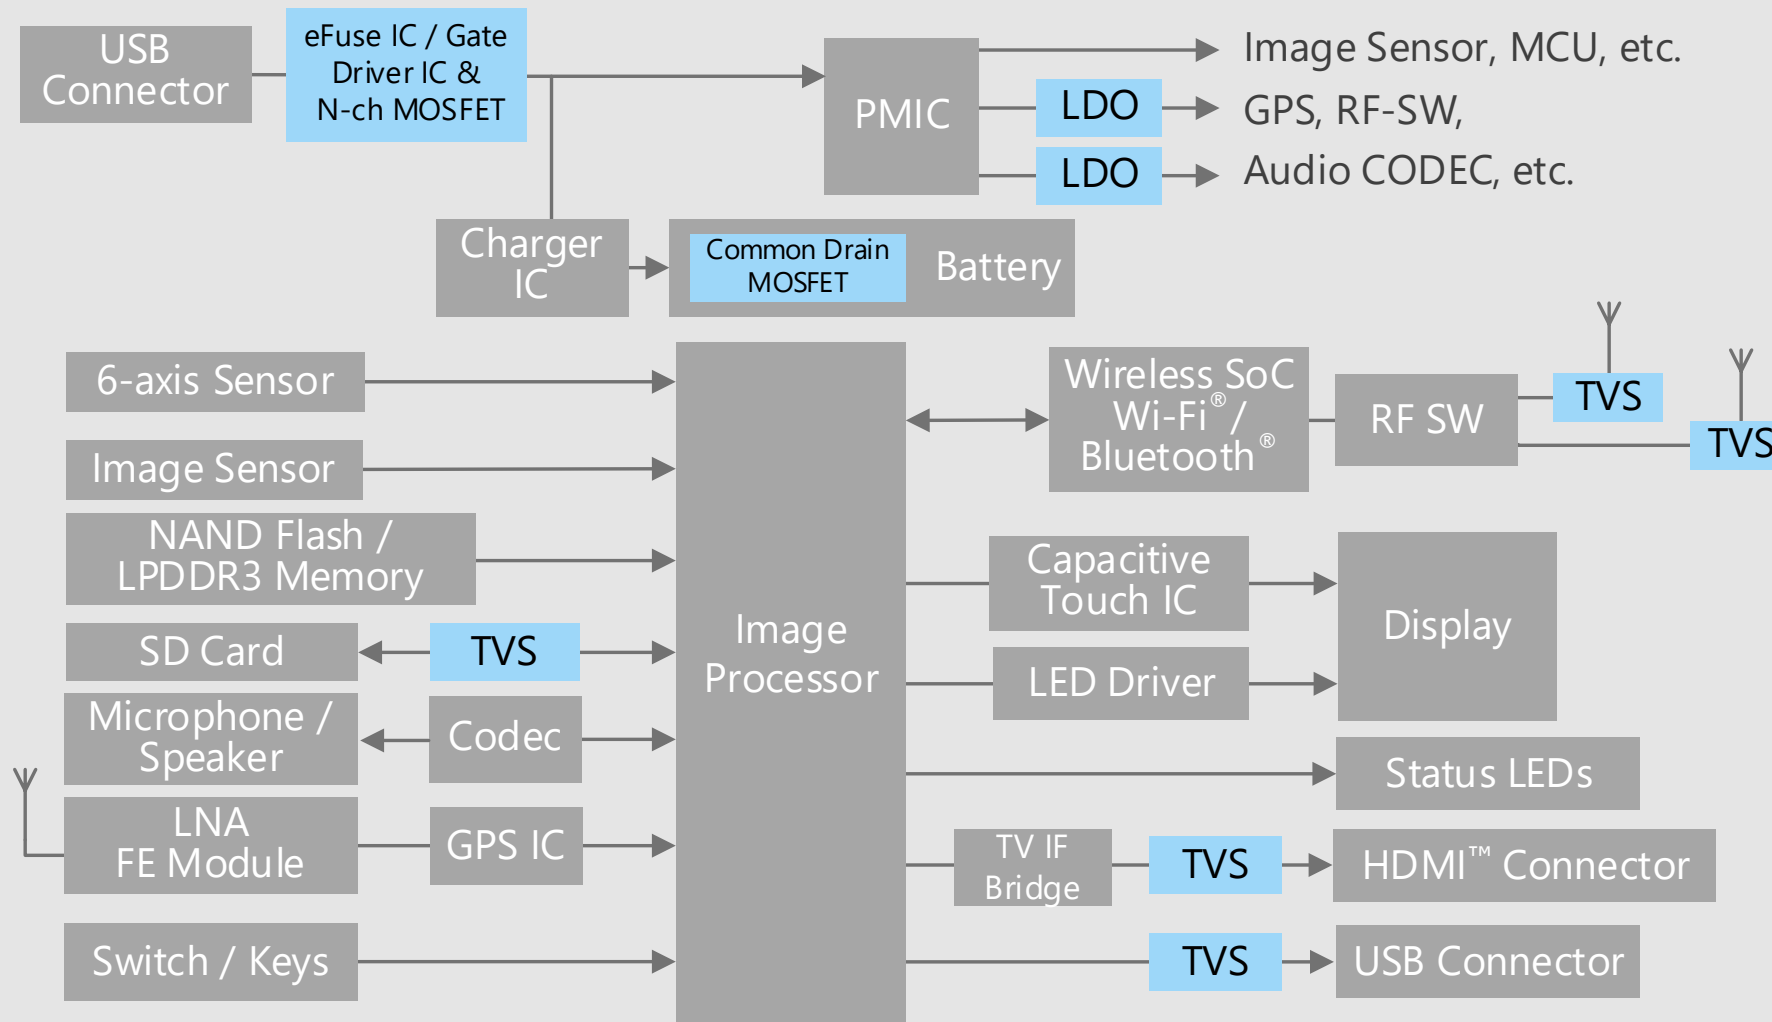 USB
Connector
eFuse IC / Gate
Driver IC &
N-ch MOSFET
PMIC
Image Sensor, MCU, etc.
LDO
GPS, RF-SW,
LDO
Audio CODEC, etc.
Charger
IC
Common Drain
MOSFET
Battery
6-axis Sensor
Image Sensor
NAND Flash /
LPDDR3 Memory
SD Card
TVS
Microphone /
Speaker
Codec
LNA
FE Module
GPS IC
Switch / Keys
Image
Processor
Wireless SoC
Wi-Fi® /
Bluetooth®
RF SW
TVS
TVS
Capacitive
Touch IC
LED Driver
Display
Status LEDs
TV IF
Bridge
TVS
HDMI™ Connector
TVS
USB Connector